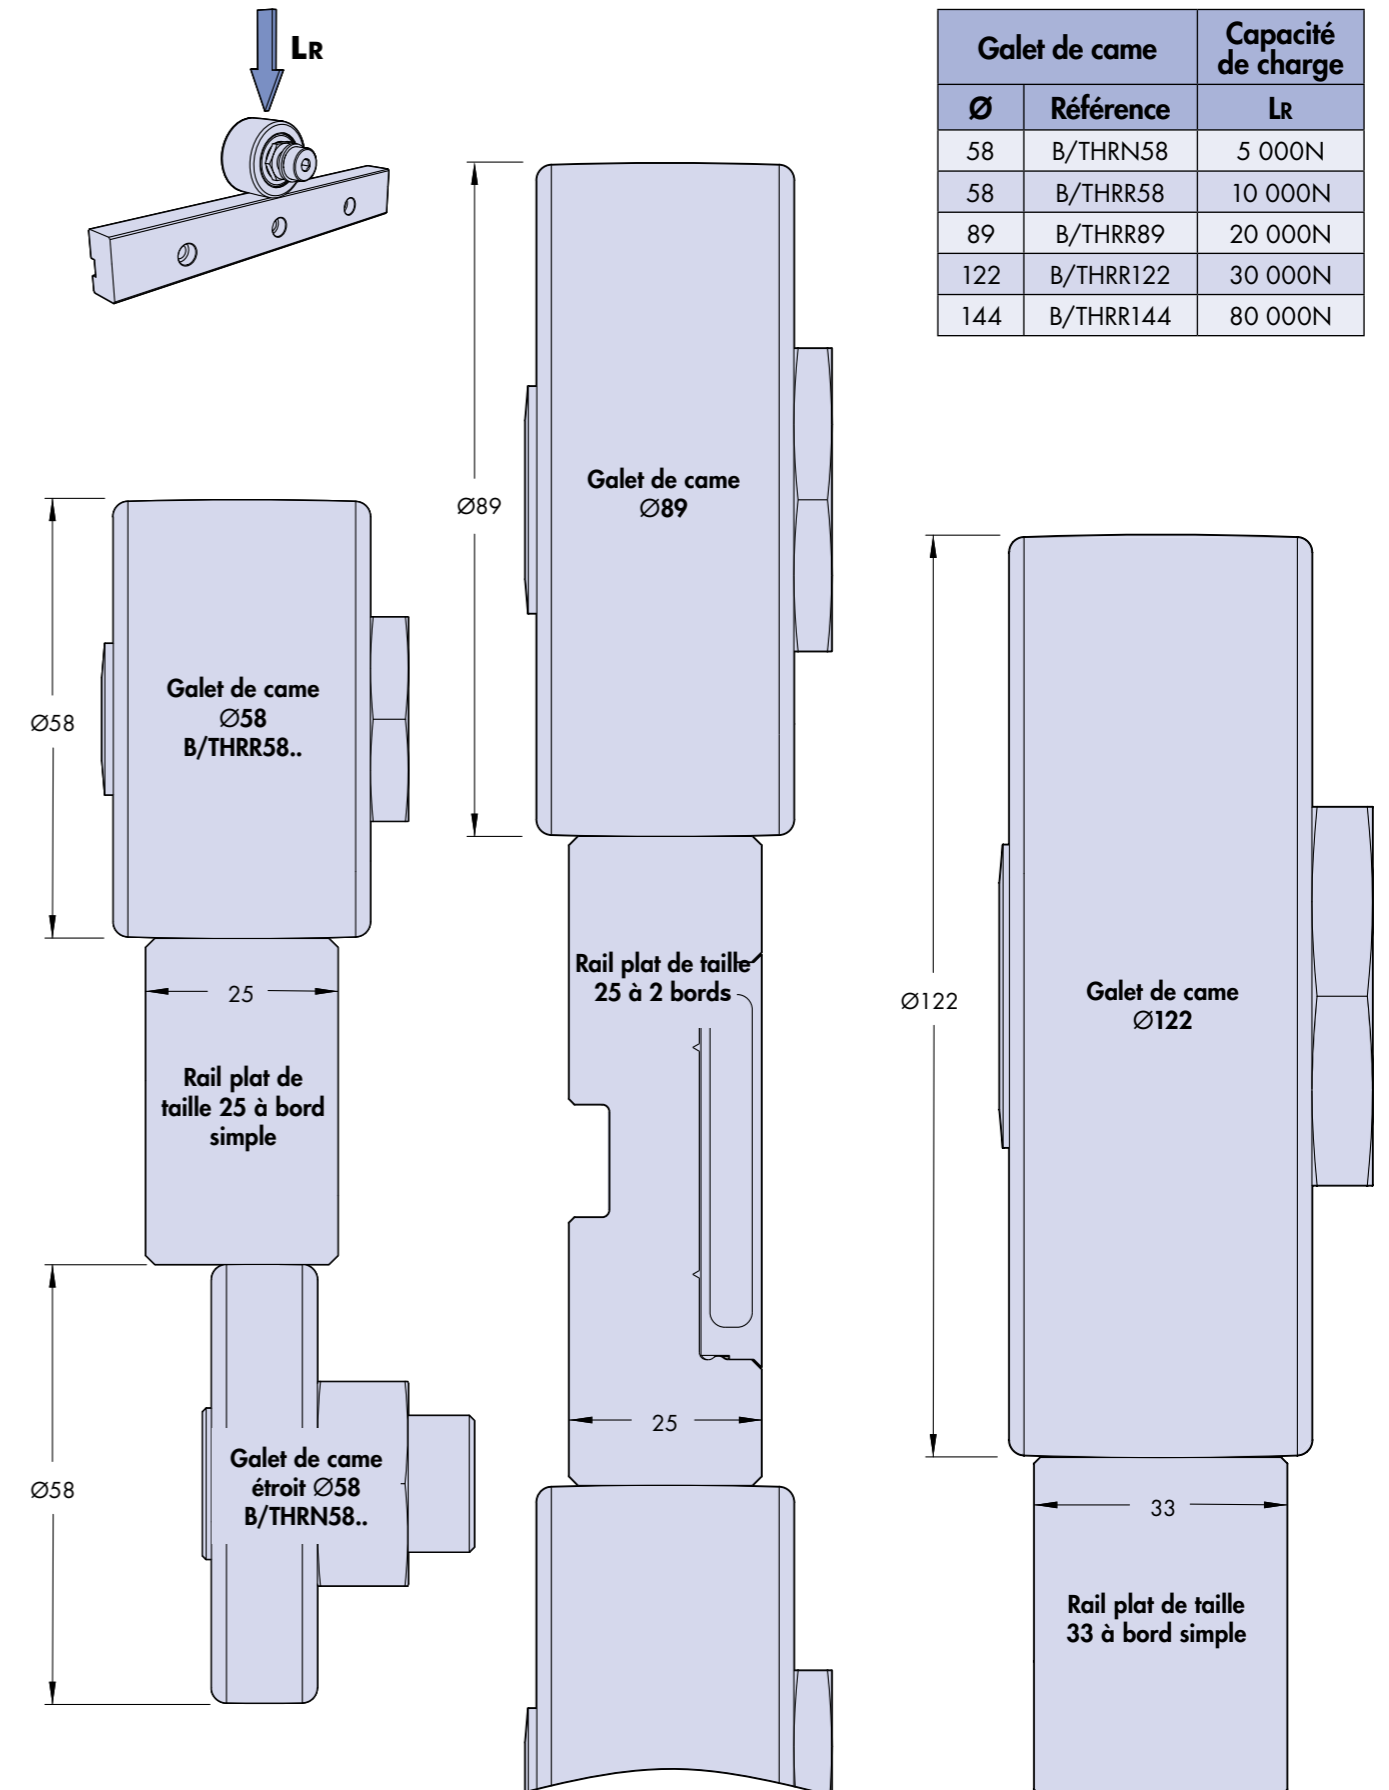 LR
Galet de came
Capacité
de charge
Ø Référence LR
58 B/THRN58 5 000N
58 B/THRR58 10 000N
89 B/THRR89 20 000N
122 B/THRR122 30 000N
144 B/THRR144 80 000N
Ø58
Galet de came
Ø58
B/THRR58..
25
Rail plat de
taille 25 à bord
simple
Ø58
Galet de came
étroit Ø58
B/THRN58..
Ø89
Galet de came
Ø89
Rail plat de taille
25 à 2 bords
25
Ø122
Galet de came
Ø122
33
Rail plat de taille
33 à bord simple